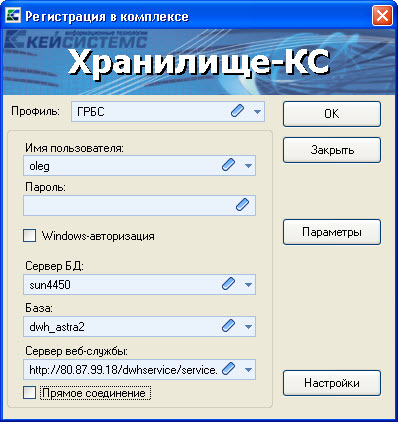 Регистрация в комплексе
информационные технологии
КЕЙСИСТЕМС
Хранилище-КС
Профиль: ГРБС
OK
Имя пользователя:
oleg
Закрыть
Пароль:
Windows-авторизация
Параметры
Сервер БД:
sun4450
База:
dwh_astra2
Сервер веб-службы:
http://80.87.99.18/dwhservice/service.
Прямое соединение
Настройки